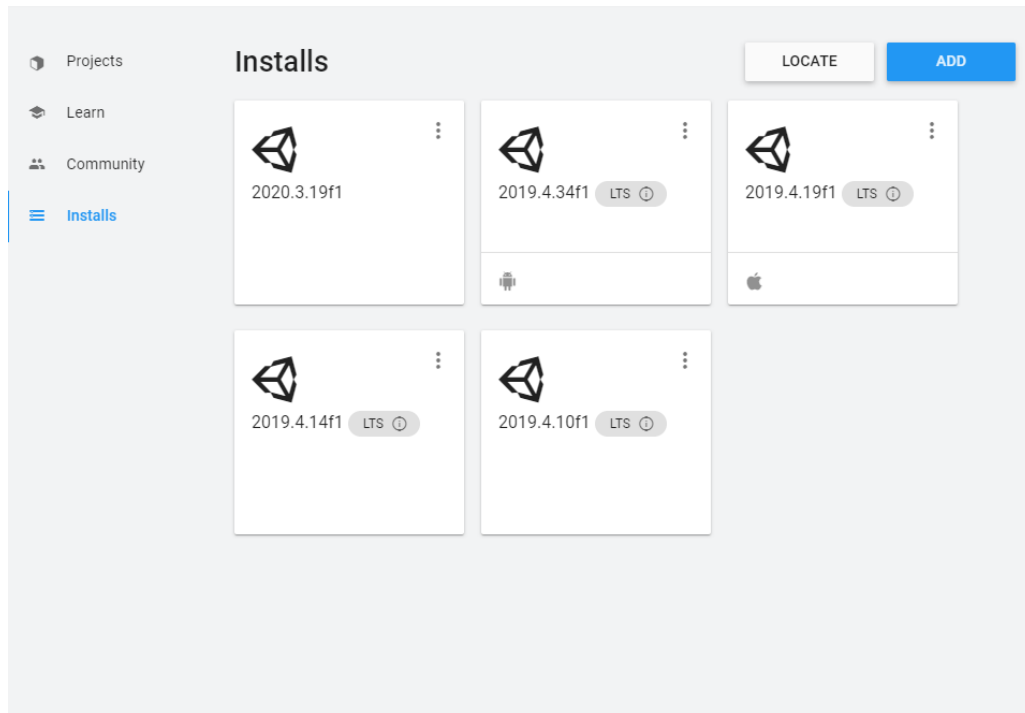 Projects
Learn
Community
Installs
Installs
LOCATE
ADD
2020.3.19f1
2019.4.34f1 LTS
2019.4.19f1 LTS
2019.4.14f1 LTS
2019.4.10f1 LTS